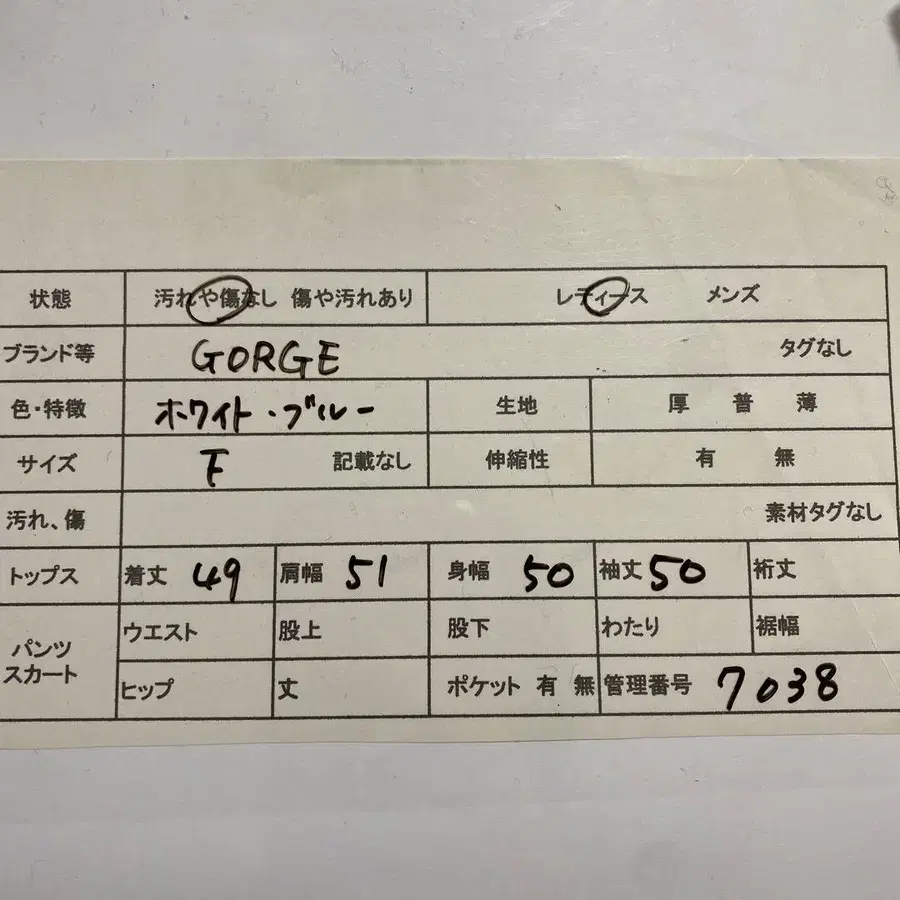 状態 汚れや傷なし 傷や汚れあり レディース メンズ
ブランド等 GORGE タグなし
色・特徴 ホワイト・ブルー 生地 厚 普 薄
サイズ F 記載なし 伸縮性 有 無
汚れ、傷 素材タグなし
トップス 着丈 49 肩幅 51 身幅 50 袖丈 50 裄丈
パンツ スカート ウエスト 股上 股下 わたり 裾幅
ヒップ 丈 ポケット 有 無 管理番号 7038